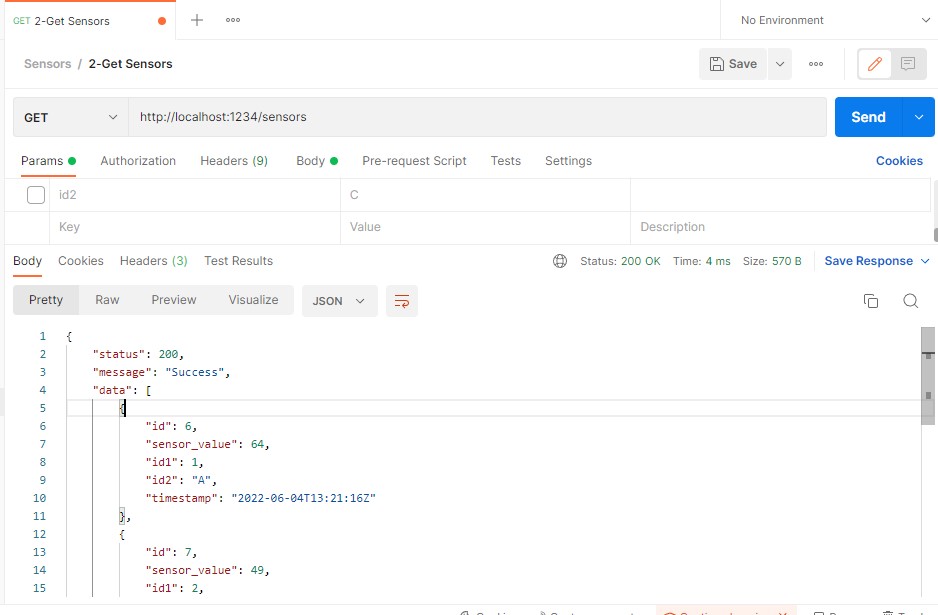 GET 2-Get Sensors
No Environment
Sensors / 2-Get Sensors
Save
GET http://localhost:1234/sensors Send
Params Authorization Headers (9) Body Pre-request Script Tests Settings Cookies
id2 C
Key Value Description
Body Cookies Headers (3) Test Results Status: 200 OK Time: 4 ms Size: 570 B Save Response
Pretty Raw Preview Visualize JSON
1 {
2 "status": 200,
3 "message": "Success",
4 "data": [
5 {
6 "id": 6,
7 "sensor_value": 64,
8 "id1": 1,
9 "id2": "A",
10 "timestamp": "2022-06-04T13:21:16Z"
11 },
12 {
13 "id": 7,
14 "sensor_value": 49,
15 "id1": 2,